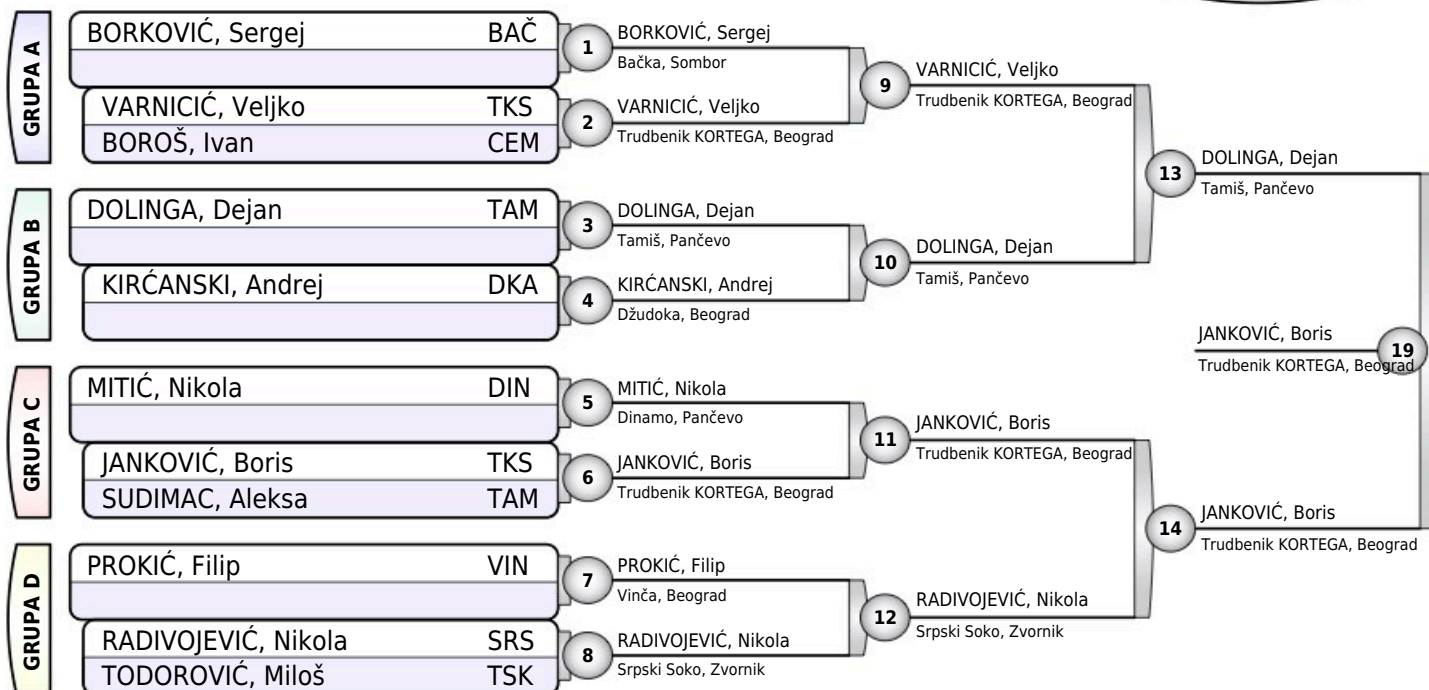 GRUPA A
BORKOVIĆ, Sergej BAČ
VARNICIĆ, Veljko TKS
BOROŠ, Ivan CEM
1
BORKOVIĆ, Sergej
Bačka, Sombor
2
VARNICIĆ, Veljko
Trudbenik KORTEGA, Beograd
9
VARNICIĆ, Veljko
Trudbenik KORTEGA, Beograd
GRUPA B
DOLINGA, Dejan TAM
KIRĆANSKI, Andrej DKA
3
DOLINGA, Dejan
Tamiš, Pančevo
4
KIRĆANSKI, Andrej
Džudoka, Beograd
10
DOLINGA, Dejan
Tamiš, Pančevo
13
DOLINGA, Dejan
Tamiš, Pančevo
GRUPA C
MITIĆ, Nikola DIN
JANKOVIĆ, Boris TKS
SUDIMAC, Aleksa TAM
5
MITIĆ, Nikola
Dinamo, Pančevo
6
JANKOVIĆ, Boris
Trudbenik KORTEGA, Beograd
11
JANKOVIĆ, Boris
Trudbenik KORTEGA, Beograd
GRUPA D
PROKIĆ, Filip VIN
RADIVOJEVIĆ, Nikola SRS
TODOROVIĆ, Miloš TSK
7
PROKIĆ, Filip
Vinča, Beograd
8
RADIVOJEVIĆ, Nikola
Srpski Soko, Zvornik
12
RADIVOJEVIĆ, Nikola
Srpski Soko, Zvornik
14
JANKOVIĆ, Boris
Trudbenik KORTEGA, Beograd
JANKOVIĆ, Boris
Trudbenik KORTEGA, Beograd
19